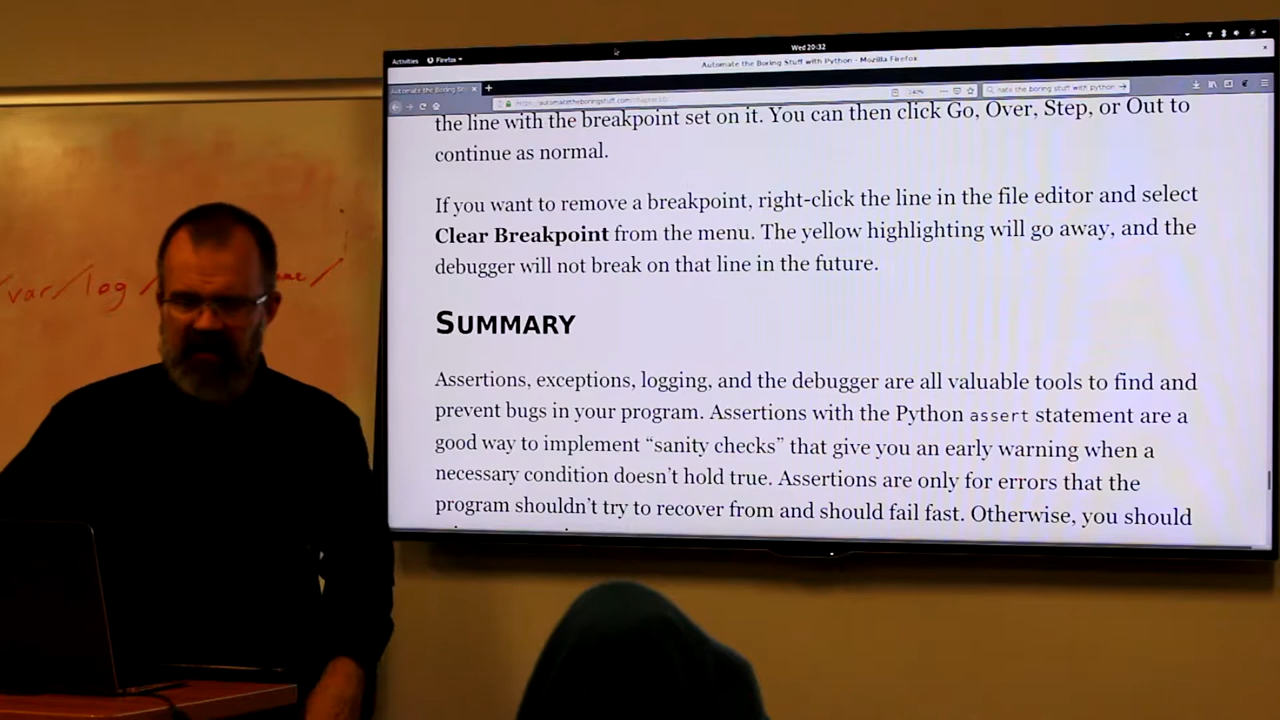 Wed 20:32
Activities Firefox
Automate the Boring Stuff with Python - Mozilla Firefox
Automate the Boring
the line with the breakpoint set on it. You can then click Go, Over, Step, or Out to
continue as normal.
If you want to remove a breakpoint, right-click the line in the file editor and select
Clear Breakpoint from the menu. The yellow highlighting will go away, and the
debugger will not break on that line in the future.
SUMMARY
Assertions, exceptions, logging, and the debugger are all valuable tools to find and
prevent bugs in your program. Assertions with the Python assert statement are a
good way to implement “sanity checks” that give you an early warning when a
necessary condition doesn’t hold true. Assertions are only for errors that the
program shouldn’t try to recover from and should fail fast. Otherwise, you should
/var/log/